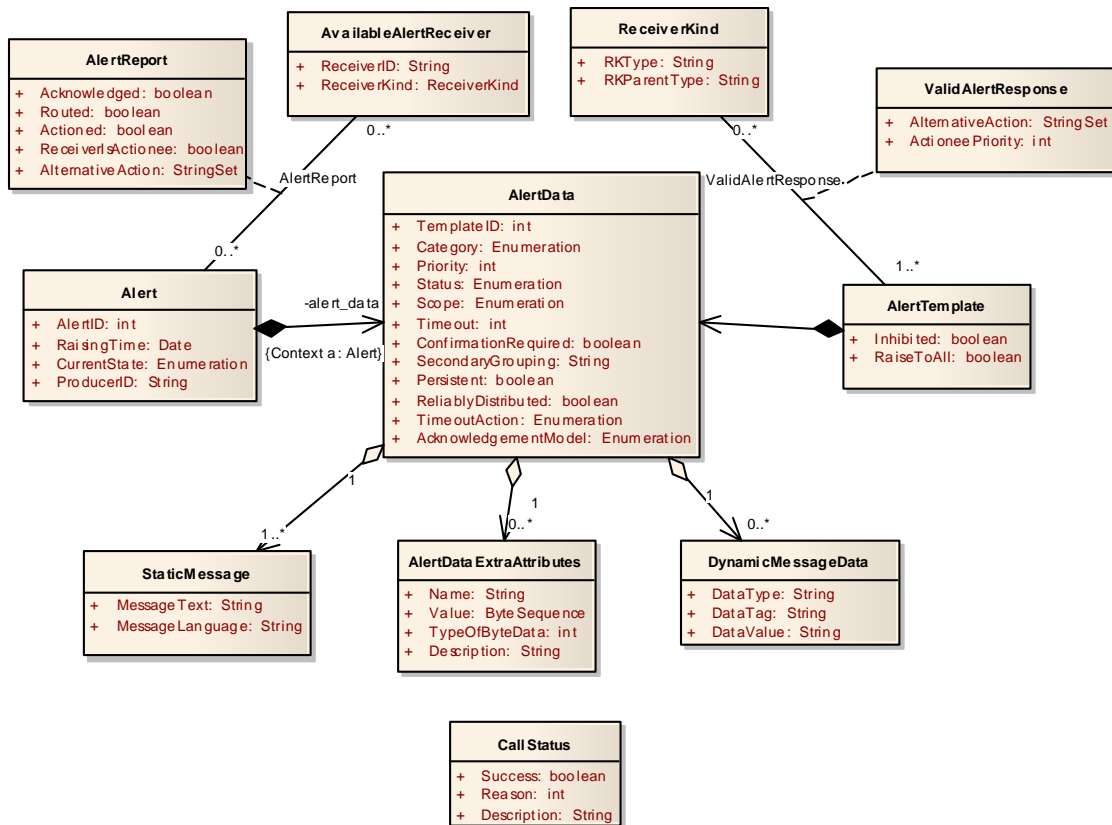 AlertReport
+ Acknowledged: boolean
+ Routed: boolean
+ Actioned: boolean
+ ReceiverIsActionee: boolean
+ AlternativeAction: StringSet
AvailableAlertReceiver
+ ReceiverID: String
+ ReceiverKind: ReceiverKind
ReceiverKind
+ RKType: String
+ RKParentType: String
ValidAlertResponse
+ AlternativeAction: StringSet
+ ActioneePriority: int
0..*
AlertReport
0..*
0..*
ValidAlertResponse
1..*
Alert
+ AlertID: int
+ RaisingTime: Date
+ CurrentState: Enumeration
+ ProducerID: String
-alert_data
{Context a: Alert}
AlertData
+ TemplateID: int
+ Category: Enumeration
+ Priority: int
+ Status: Enumeration
+ Scope: Enumeration
+ Timeout: int
+ ConfirmationRequired: boolean
+ SecondaryGrouping: String
+ Persistent: boolean
+ ReliablyDistributed: boolean
+ TimeoutAction: Enumeration
+ AcknowledgementModel: Enumeration
AlertTemplate
+ Inhibited: boolean
+ RaiseToAll: boolean
1
1..*
1
0..*
1
0..*
StaticMessage
+ MessageText: String
+ MessageLanguage: String
AlertDataExtraAttributes
+ Name: String
+ Value: ByteSequence
+ TypeOfByteData: int
+ Description: String
DynamicMessageData
+ DataType: String
+ DataTag: String
+ DataValue: String
CallStatus
+ Success: boolean
+ Reason: int
+ Description: String